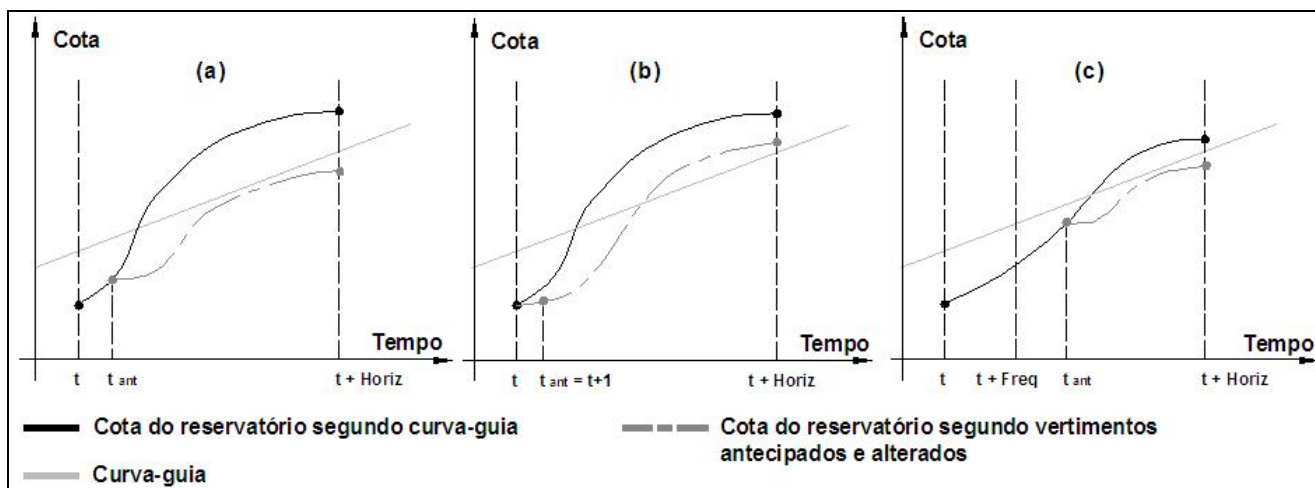 Cota
(a)
Tempo
t
t ant
t + Horiz
Cota
(b)
Tempo
t
t ant = t+1
t + Horiz
Cota
(c)
Tempo
t
t + Freq
t ant
t + Horiz
Cota do reservatório segundo curva-guia
Curva-guia
Cota do reservatório segundo vertimentos
antecipados e alterados